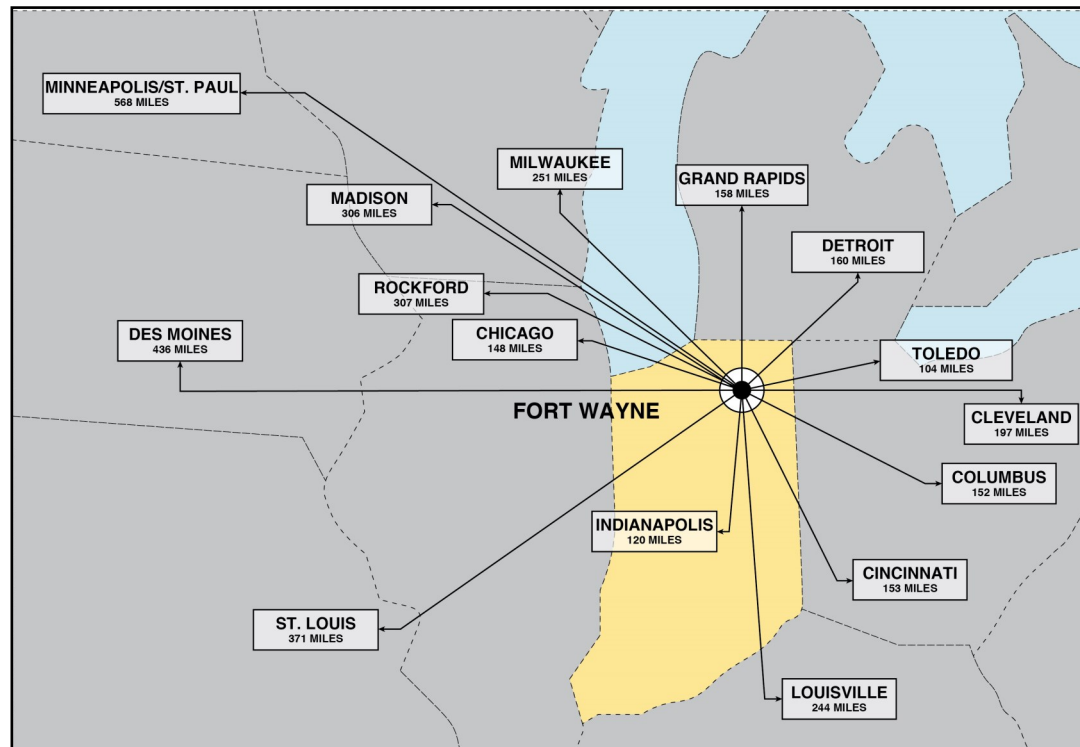 MINNEAPOLIS/ST. PAUL
568 MILES
MILWAUKEE
251 MILES
GRAND RAPIDS
158 MILES
MADISON
306 MILES
DETROIT
160 MILES
ROCKFORD
307 MILES
DES MOINES
436 MILES
CHICAGO
148 MILES
TOLEDO
104 MILES
FORT WAYNE
CLEVELAND
197 MILES
COLUMBUS
152 MILES
INDIANAPOLIS
120 MILES
CINCINNATI
153 MILES
ST. LOUIS
371 MILES
LOUISVILLE
244 MILES